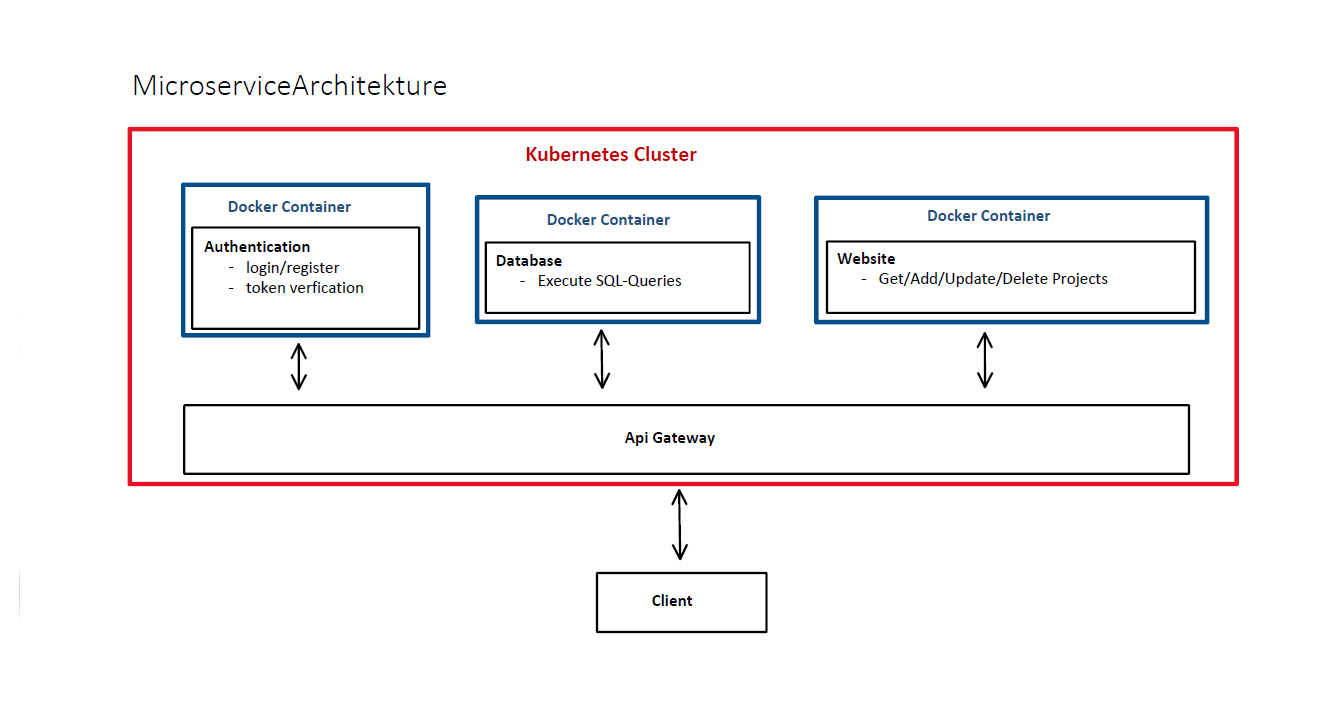 MicroserviceArchitekture
Kubernetes Cluster
Docker Container
Authentication
- login/register
- token verfication
Docker Container
Database
- Execute SQL-Queries
Docker Container
Website
- Get/Add/Update/Delete Projects
Api Gateway
Client